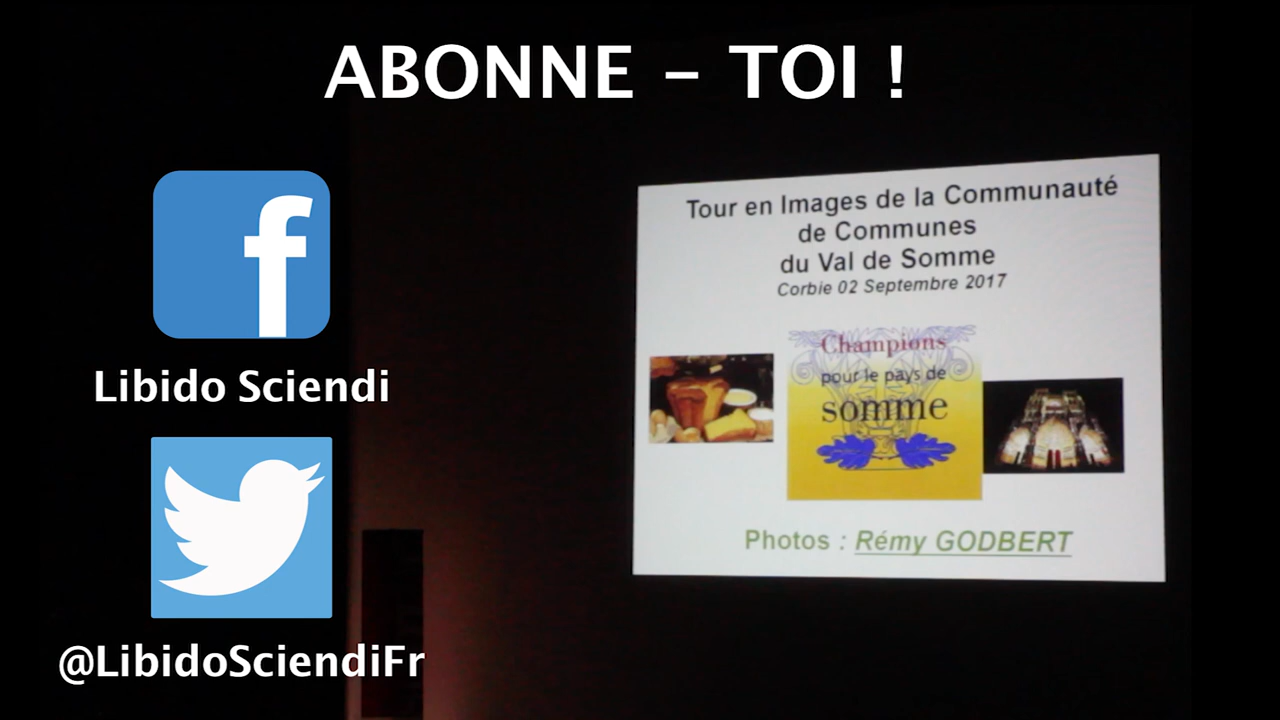 ABONNE - TOI !
Libido Sciendi
@LibidoSciendiFr
Tour en Images de la Communauté
de Communes
du Val de Somme
Corbie 02 Septembre 2017
Champions
pour le pays de
somme
Photos : Rémy GODBERT